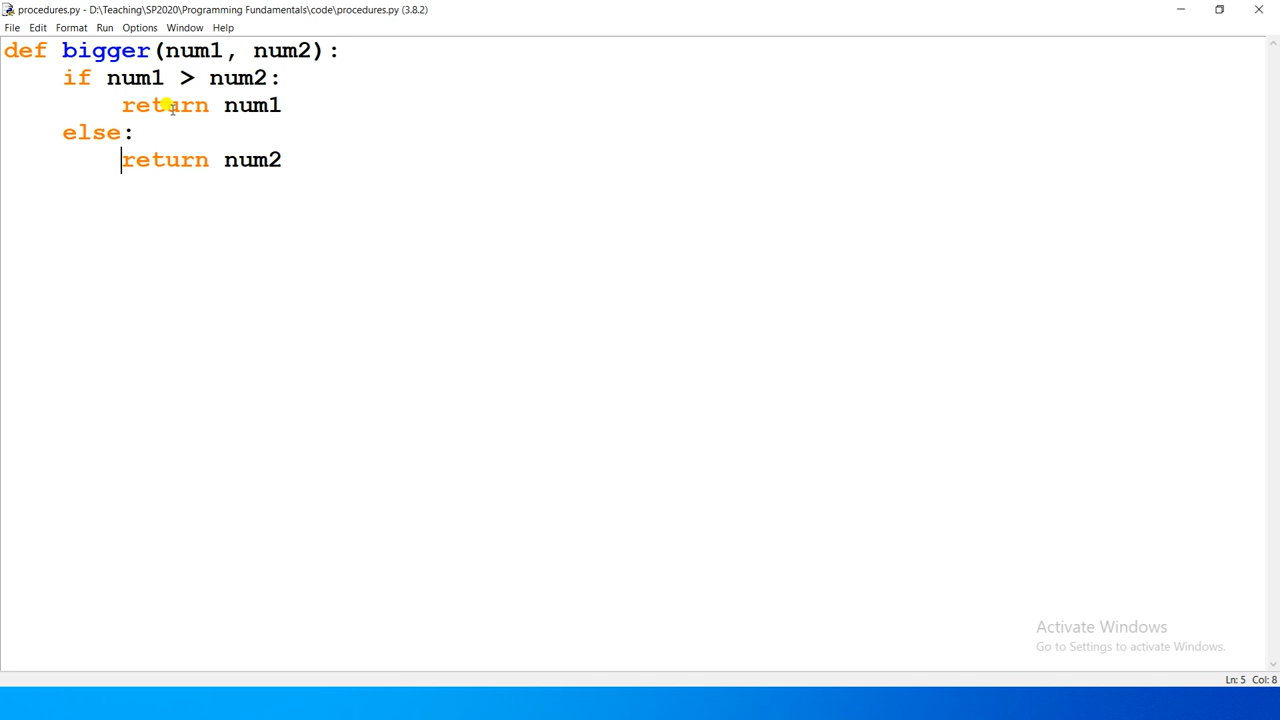 procedures.py - D:\Teaching\SP2020\Programming Fundamentals\code\procedures.py (3.8.2)
File Edit Format Run Options Window Help
def bigger(num1, num2):
    if num1 > num2:
        return num1
    else:
        return num2
Activate Windows
Go to Settings to activate Windows.
Ln: 5 Col: 8